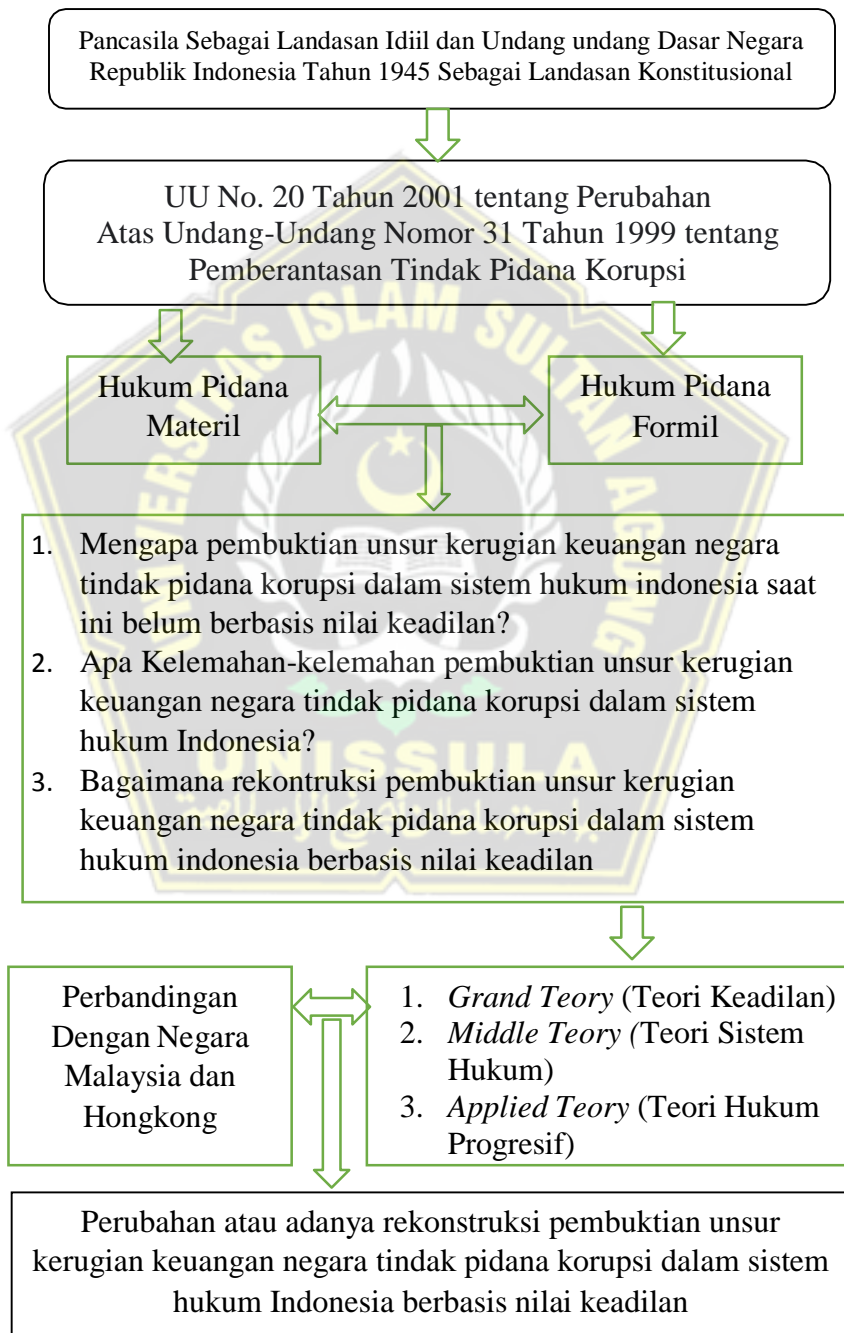 Pancasila Sebagai Landasan Idiil dan Undang undang Dasar Negara
Republik Indonesia Tahun 1945 Sebagai Landasan Konstitusional
UU No. 20 Tahun 2001 tentang Perubahan
Atas Undang-Undang Nomor 31 Tahun 1999 tentang
Pemberantasan Tindak Pidana Korupsi
Hukum Pidana
Materil
Hukum Pidana
Formil
UNIVERSITAS ISLAM SULTAN AGUNG
1. Mengapa pembuktian unsur kerugian keuangan negara
tindak pidana korupsi dalam sistem hukum indonesia saat
ini belum berbasis nilai keadilan?
2. Apa Kelemahan-kelemahan pembuktian unsur kerugian
keuangan negara tindak pidana korupsi dalam sistem
hukum Indonesia?
3. Bagaimana rekontruksi pembuktian unsur kerugian
keuangan negara tindak pidana korupsi dalam sistem
hukum indonesia berbasis nilai keadilan
UNISSULA
Perbandingan
Dengan Negara
Malaysia dan
Hongkong
1. Grand Teory (Teori Keadilan)
2. Middle Teory (Teori Sistem
Hukum)
3. Applied Teory (Teori Hukum
Progresif)
Perubahan atau adanya rekonstruksi pembuktian unsur
kerugian keuangan negara tindak pidana korupsi dalam sistem
hukum Indonesia berbasis nilai keadilan